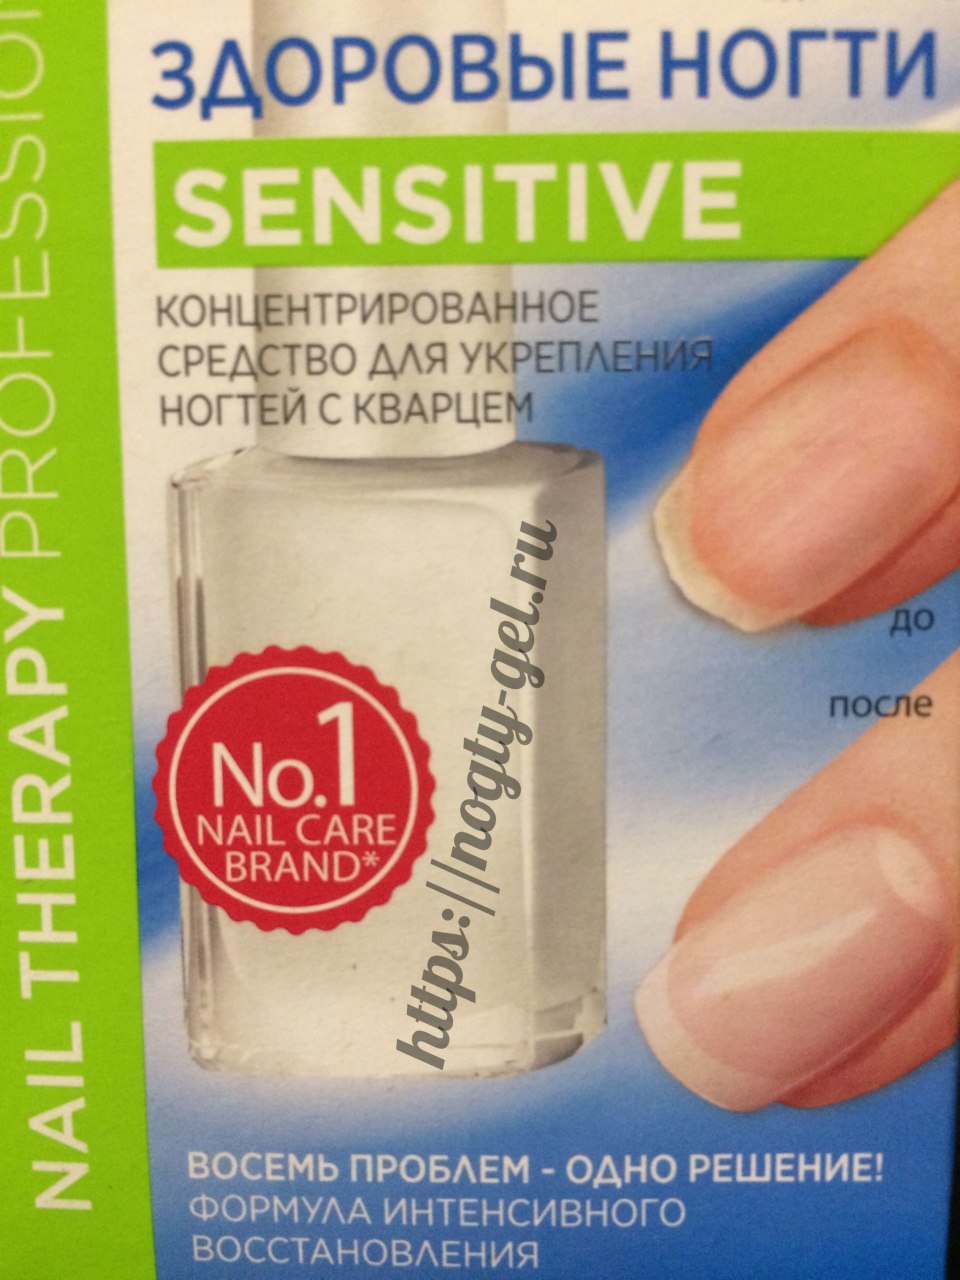 ЗДОРОВЫЕ НОГТИ
SENSITIVE
КОНЦЕНТРИРОВАННОЕ
СРЕДСТВО ДЛЯ УКРЕПЛЕНИЯ
НОГТЕЙ С КВАРЦЕМ
NAIL THERAPY
до
после
No.1
NAIL CARE
BRAND*
https://nogty-gel.ru
ВОСЕМЬ ПРОБЛЕМ - ОДНО РЕШЕНИЕ!
ФОРМУЛА ИНТЕНСИВНОГО
ВОССТАНОВЛЕНИЯ